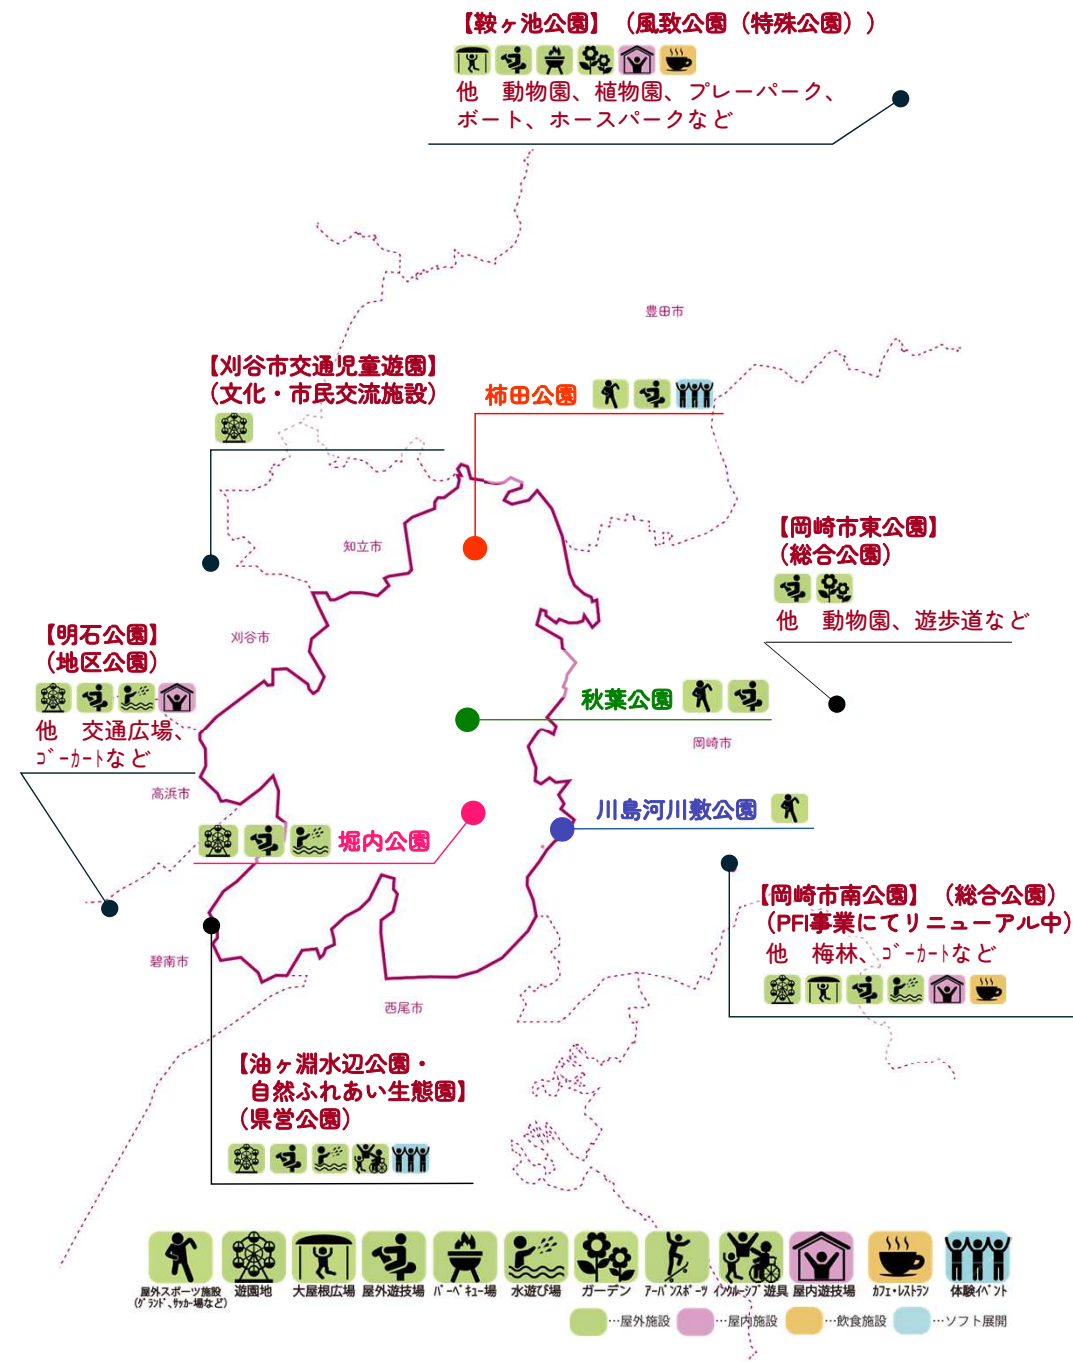 【鞍ヶ池公園】（風致公園（特殊公園））
他　動物園、植物園、プレーパーク、
ボート、ホースパークなど
豊田市
【刈谷市交通児童遊園】
（文化・市民交流施設）
柿田公園
【岡崎市東公園】
（総合公園）
他　動物園、遊歩道など
知立市
刈谷市
【明石公園】
（地区公園）
他　交通広場、
ｺﾞｰｶｰﾄなど
秋葉公園
岡崎市
高浜市
川島河川敷公園
堀内公園
【岡崎市南公園】（総合公園）
（PFI事業にてリニューアル中）
他　梅林、ｺﾞｰｶｰﾄなど
碧南市
西尾市
【油ヶ淵水辺公園・
自然ふれあい生態園】
（県営公園）
屋外スポーツ施設
(ｸﾞﾗﾝﾄﾞ､ｻｯｶｰ場など)
遊園地
大屋根広場
屋外遊技場
ﾊﾞｰﾍﾞｷｭｰ場
水遊び場
ガーデン
ｱｰﾊﾞﾝｽﾎﾟｰﾂ
ｲﾝｸﾙｰｼﾌﾞ遊具
屋内遊技場
ｶﾌｪ・ﾚｽﾄﾗﾝ
体験ｲﾍﾞﾝﾄ
…屋外施設
…屋内施設
…飲食施設
…ソフト展開